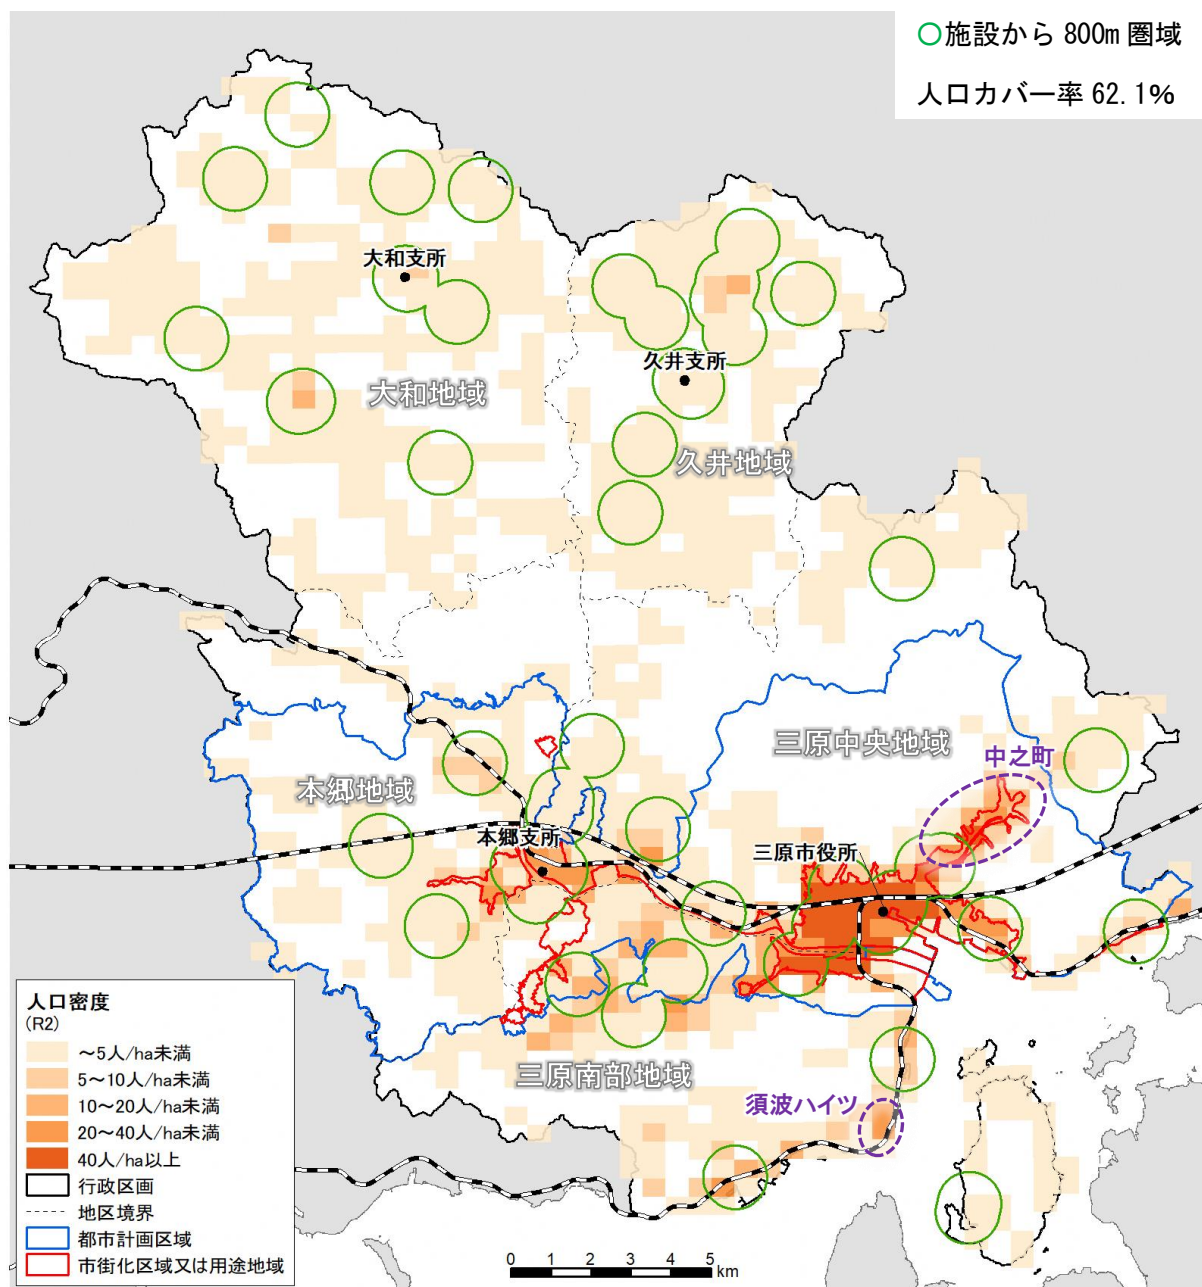 ○施設から 800m 圏域
人口カバー率 62.1%
大和支所
久井支所
大和地域
久井地域
三原中央地域
中之町
本郷地域
本郷支所
三原市役所
三原南部地域
須波ハイツ
人口密度
(R2)
～5人/ha未満
5～10人/ha未満
10～20人/ha未満
20～40人/ha未満
40人/ha以上
行政区画
地区境界
都市計画区域
市街化区域又は用途地域
0 1 2 3 4 5
km